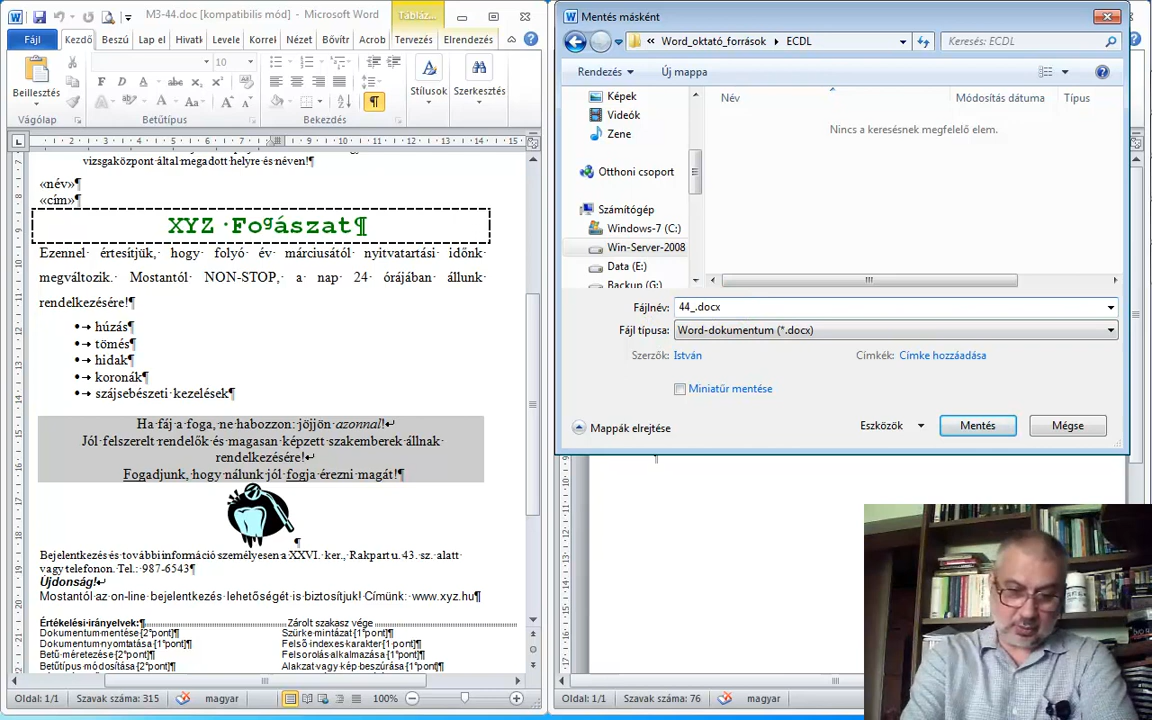 M3-44.doc [kompatibilis mód] - Microsoft Word
Tábláz...
Fájl Kezdő Beszú Lap el Hivatk Levele Korrek Nézet Bővítr Acrob Tervezés Elrendezés
10
Beillesztés
Stílusok
Szerkesztés
Vágólap
Betűtípus
Bekezdés
vizsgaközpont által megadott helyre és néven!¶
«név»¶
«cím»¶
XYZ·Fogászat¶
Ezennel értesítjük, hogy folyó év márciusától nyitvatartási időnk
megváltozik. Mostantól NON-STOP, a nap 24 órájában állunk
rendelkezésére!¶
•→ húzás¶
•→ tömés¶
•→ hidak¶
•→ koronák¶
•→ szájsebészeti·kezelések¶
Ha·fáj·a·foga,·ne·habozzon:·jöjjön·azonnal!↵
Jól·felszerelt·rendelők·és·magasan·képzett·szakemberek·állnak·
rendelkezésére!↵
Fogadjunk,·hogy·nálunk·jól·fogja·érezni·magát!¶
¶
Bejelentkezés·és·további·információ·személyesen·a·XXVI.·ker.,·Rakpart·u.·43.·sz.·alatt·
vagy·telefonon.·Tel.:·987-6543¶
Újdonság!↵
Mostantól·az·on-line·bejelentkezés·lehetőségét·is·biztosítjuk!·Címünk:·www.xyz.hu¶
Értékelési·irányelvek:¶ Zárolt szakasz vége
Dokumentum·mentése·{2°pont}¶ Szürke·mintázat·{1°pont}¶
Dokumentum·nyomtatása·{1°pont}¶ Felső·indexes·karakter·{1·pont}¶
Betű·méretezése·{2°pont}¶ Felsorolás·alkalmazása·{1°pont}¶
Betűtípus·módosítása·{2°pont}¶ Alakzat·vagy·kép·beszúrása·{1°pont}¶
Oldal: 1/1 Szavak száma: 315 magyar 100%
Mentés másként
« Word_oktató_források ▸ ECDL
Keresés: ECDL
Rendezés Új mappa
Képek
Videók
Zene
Otthoni csoport
Számítógép
Windows-7 (C:)
Win-Server-2008
Data (E:)
Backup (G:)
Név Módosítás dátuma Típus
Nincs a keresésnek megfelelő elem.
Fájlnév: 44_.docx
Fájl típusa: Word-dokumentum (*.docx)
Szerzők: István Címkék: Címke hozzáadása
Miniatűr mentése
Mappák elrejtése
Eszközök Mentés Mégse
Oldal: 1/1 Szavak száma: 76 magyar